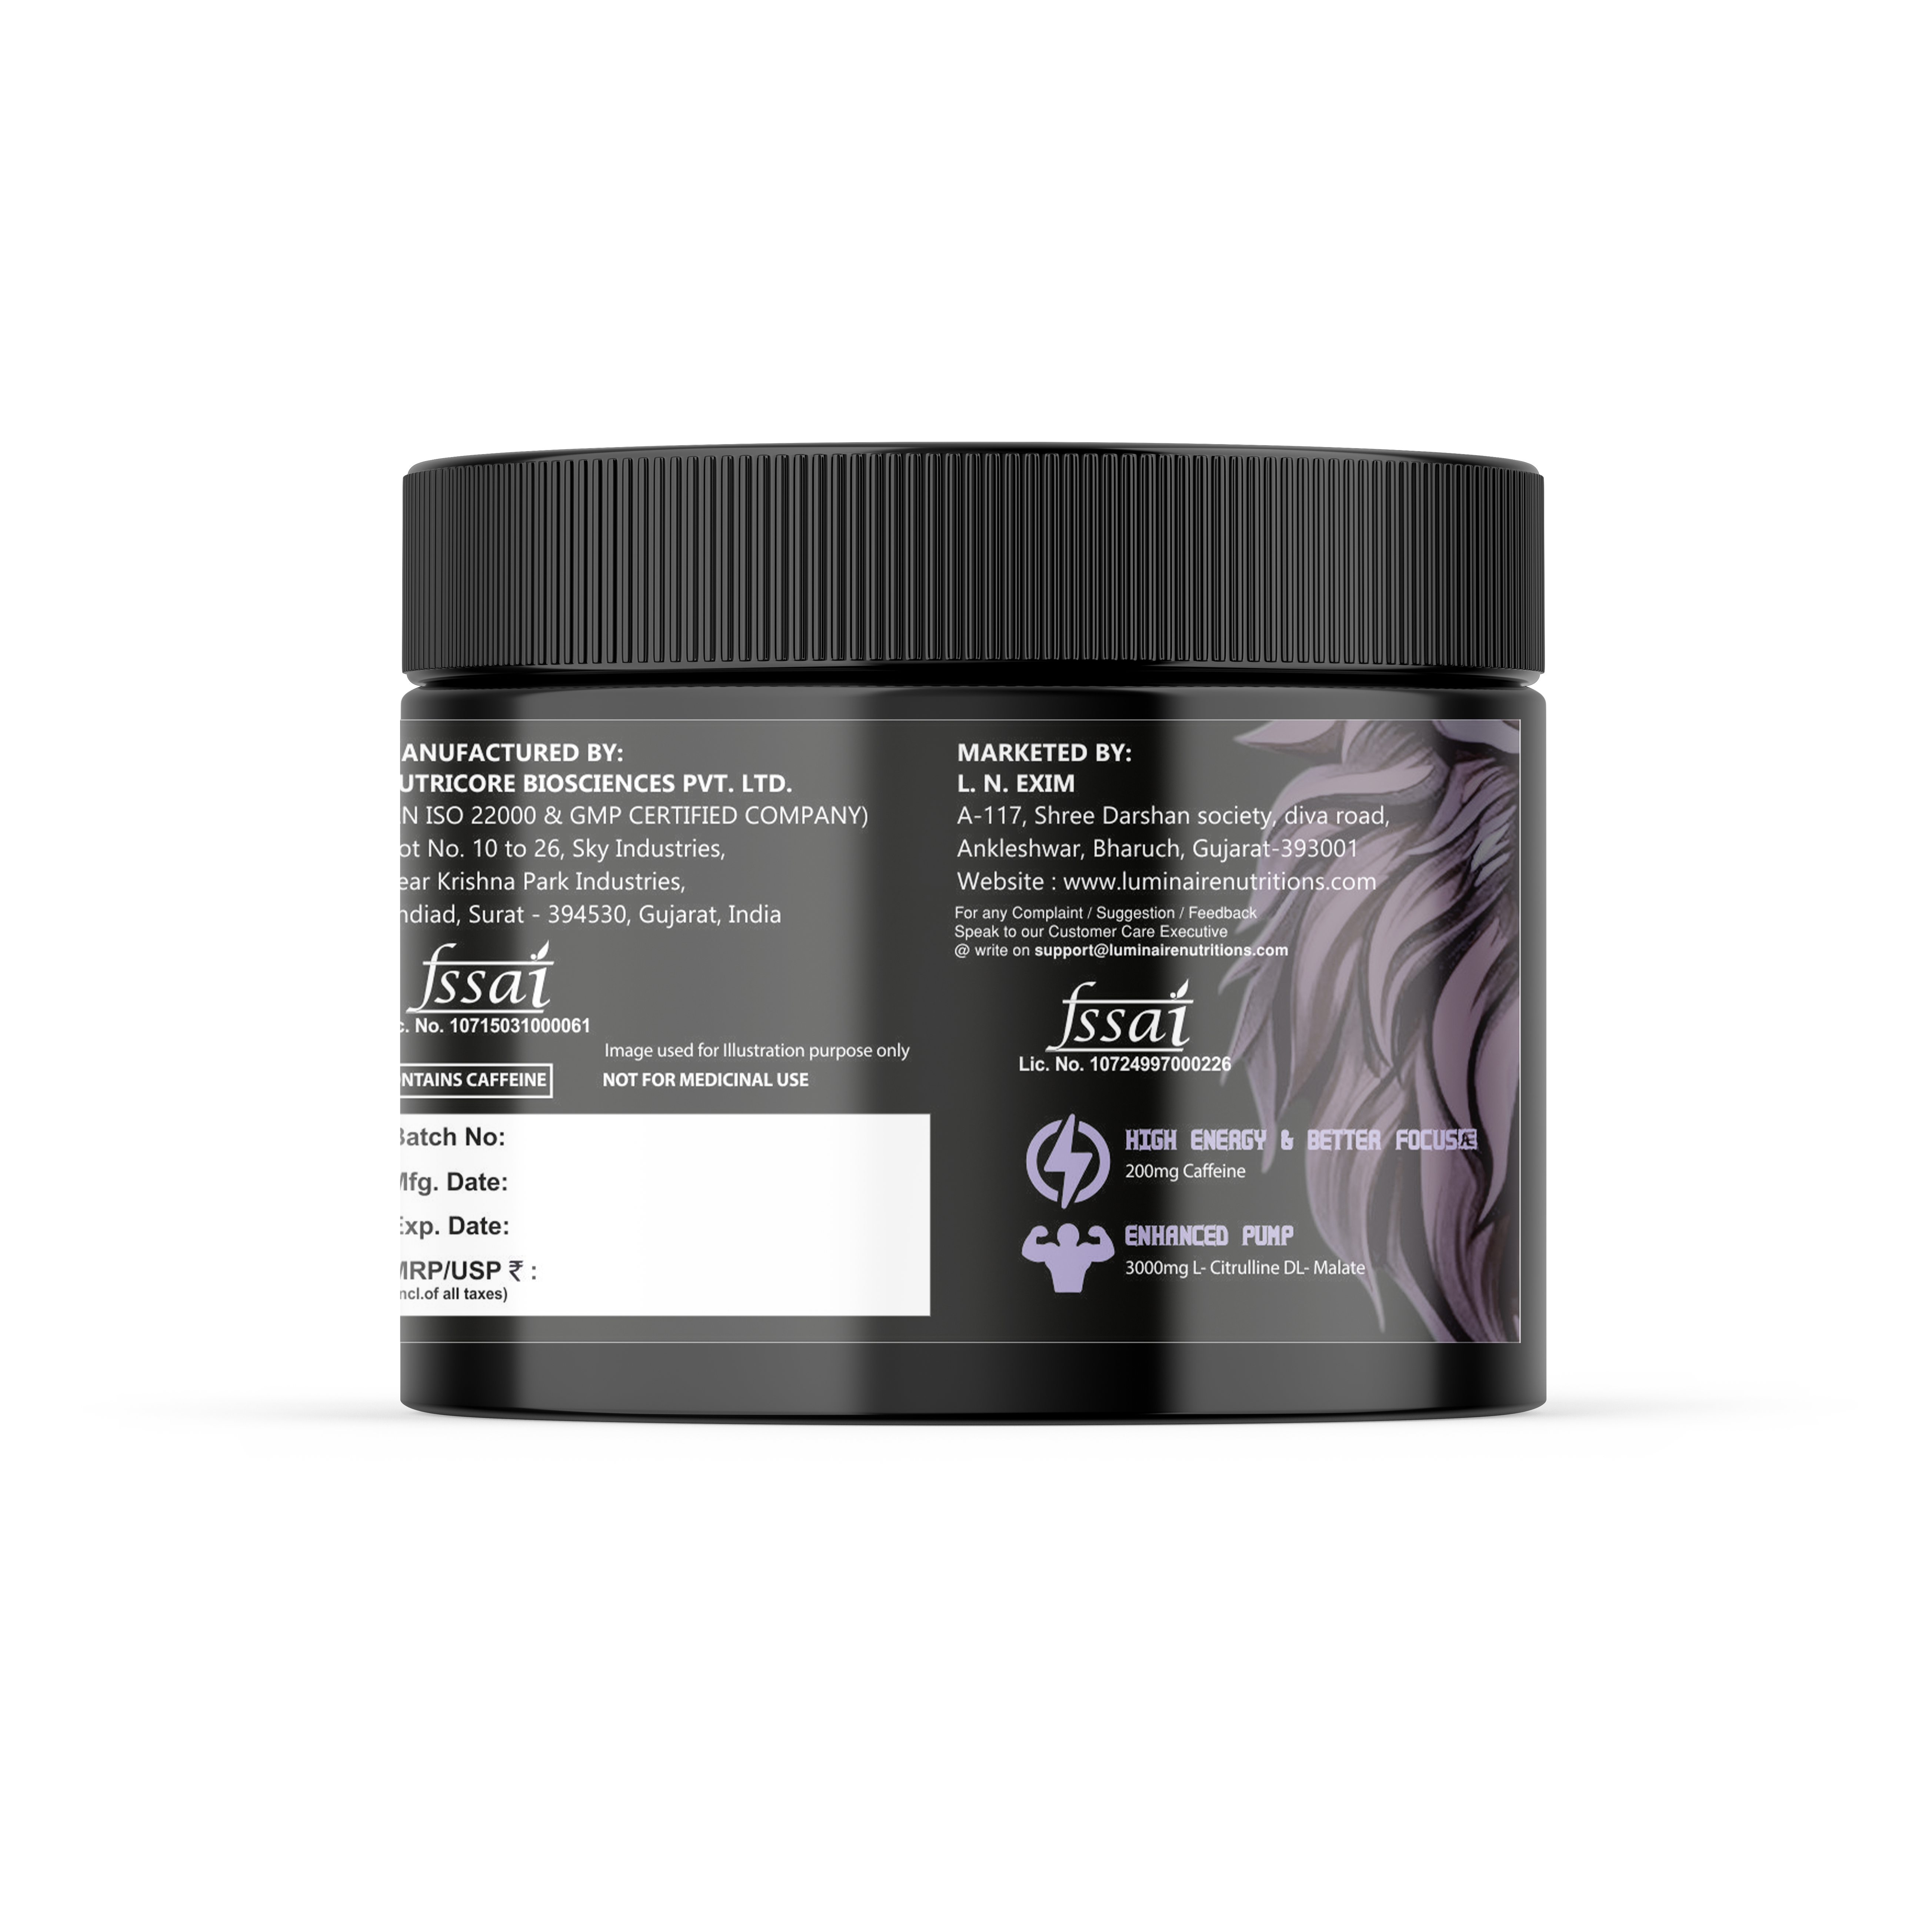 ANUFACTURED BY:
UTRICORE BIOSCIENCES PVT. LTD.
N ISO 22000 & GMP CERTIFIED COMPANY)
ot No. 10 to 26, Sky Industries,
ear Krishna Park Industries,
ndiad, Surat - 394530, Gujarat, India
fssai
c. No. 10715031000061
Image used for Illustration purpose only
NTAINS CAFFEINE
NOT FOR MEDICINAL USE
Batch No:
Mfg. Date:
Exp. Date:
MRP/USP ₹ :
ncl.of all taxes)
MARKETED BY:
L. N. EXIM
A-117, Shree Darshan society, diva road,
Ankleshwar, Bharuch, Gujarat-393001
Website : www.luminairenutritions.com
For any Complaint / Suggestion / Feedback
Speak to our Customer Care Executive
@ write on support@luminairenutritions.com
fssai
Lic. No. 10724997000226
HIGH ENERGY & BETTER FOCUS
200mg Caffeine
ENHANCED PUMP
3000mg L- Citrulline DL- Malate